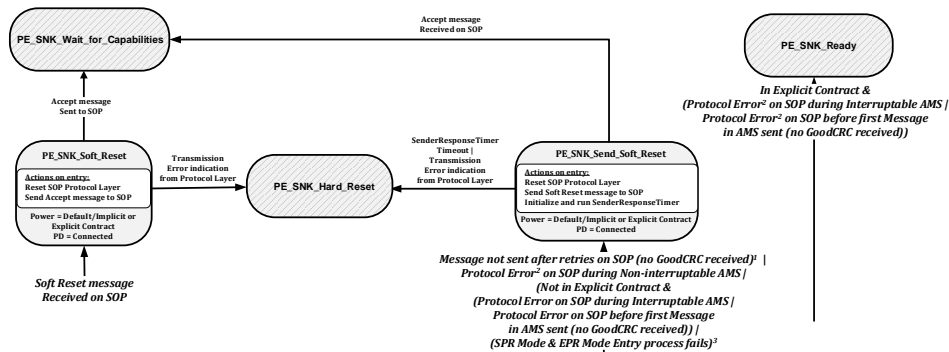 Accept message
Received on SOP
PE_SNK_Wait_for_Capabilities
PE_SNK_Ready
In Explicit Contract &
(Protocol Error² on SOP during Interruptable AMS |
Protocol Error² on SOP before first Message
in AMS sent (no GoodCRC received))
Accept message
Sent to SOP
PE_SNK_Soft_Reset
Actions on entry:
Reset SOP Protocol Layer
Send Accept message to SOP
Power = Default/Implicit or
Explicit Contract
PD = Connected
Transmission
Error indication
from Protocol Layer
PE_SNK_Hard_Reset
SenderResponseTimer
Timeout |
Transmission
Error indication
from Protocol Layer
PE_SNK_Send_Soft_Reset
Actions on entry:
Reset SOP Protocol Layer
Send Soft Reset message to SOP
Initialize and run SenderResponseTimer
Power = Default/Implicit or Explicit Contract
PD = Connected
Soft Reset message
Received on SOP
Message not sent after retries on SOP (no GoodCRC received)¹ |
Protocol Error² on SOP during Non-interruptable AMS |
(Not in Explicit Contract &
(Protocol Error on SOP during Interruptable AMS |
Protocol Error on SOP before first Message
in AMS sent (no GoodCRC received)) |
(SPR Mode & EPR Mode Entry process fails)³